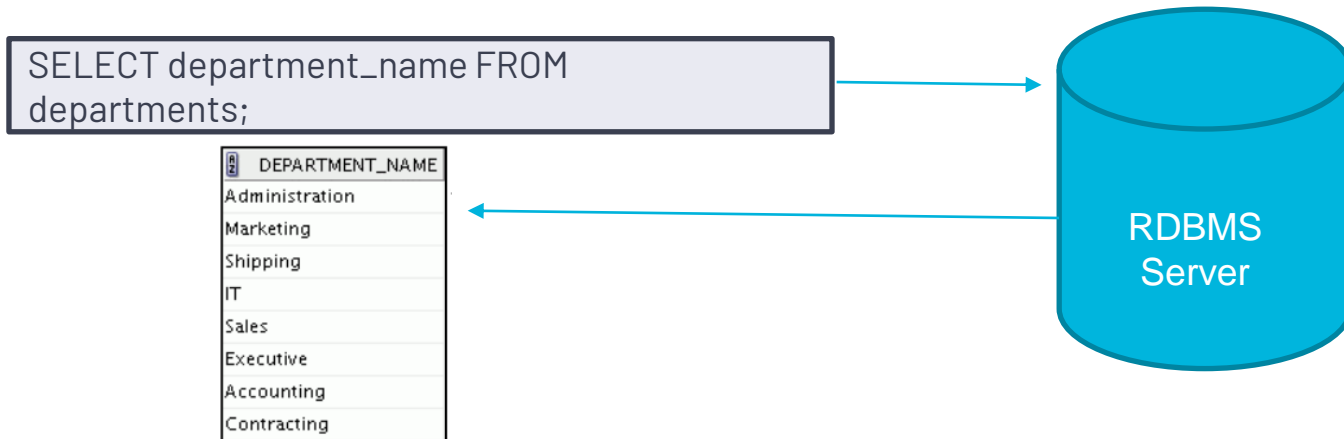 SELECT department_name FROM
departments;
DEPARTMENT_NAME
Administration
Marketing
Shipping
IT
Sales
Executive
Accounting
Contracting
RDBMS
Server